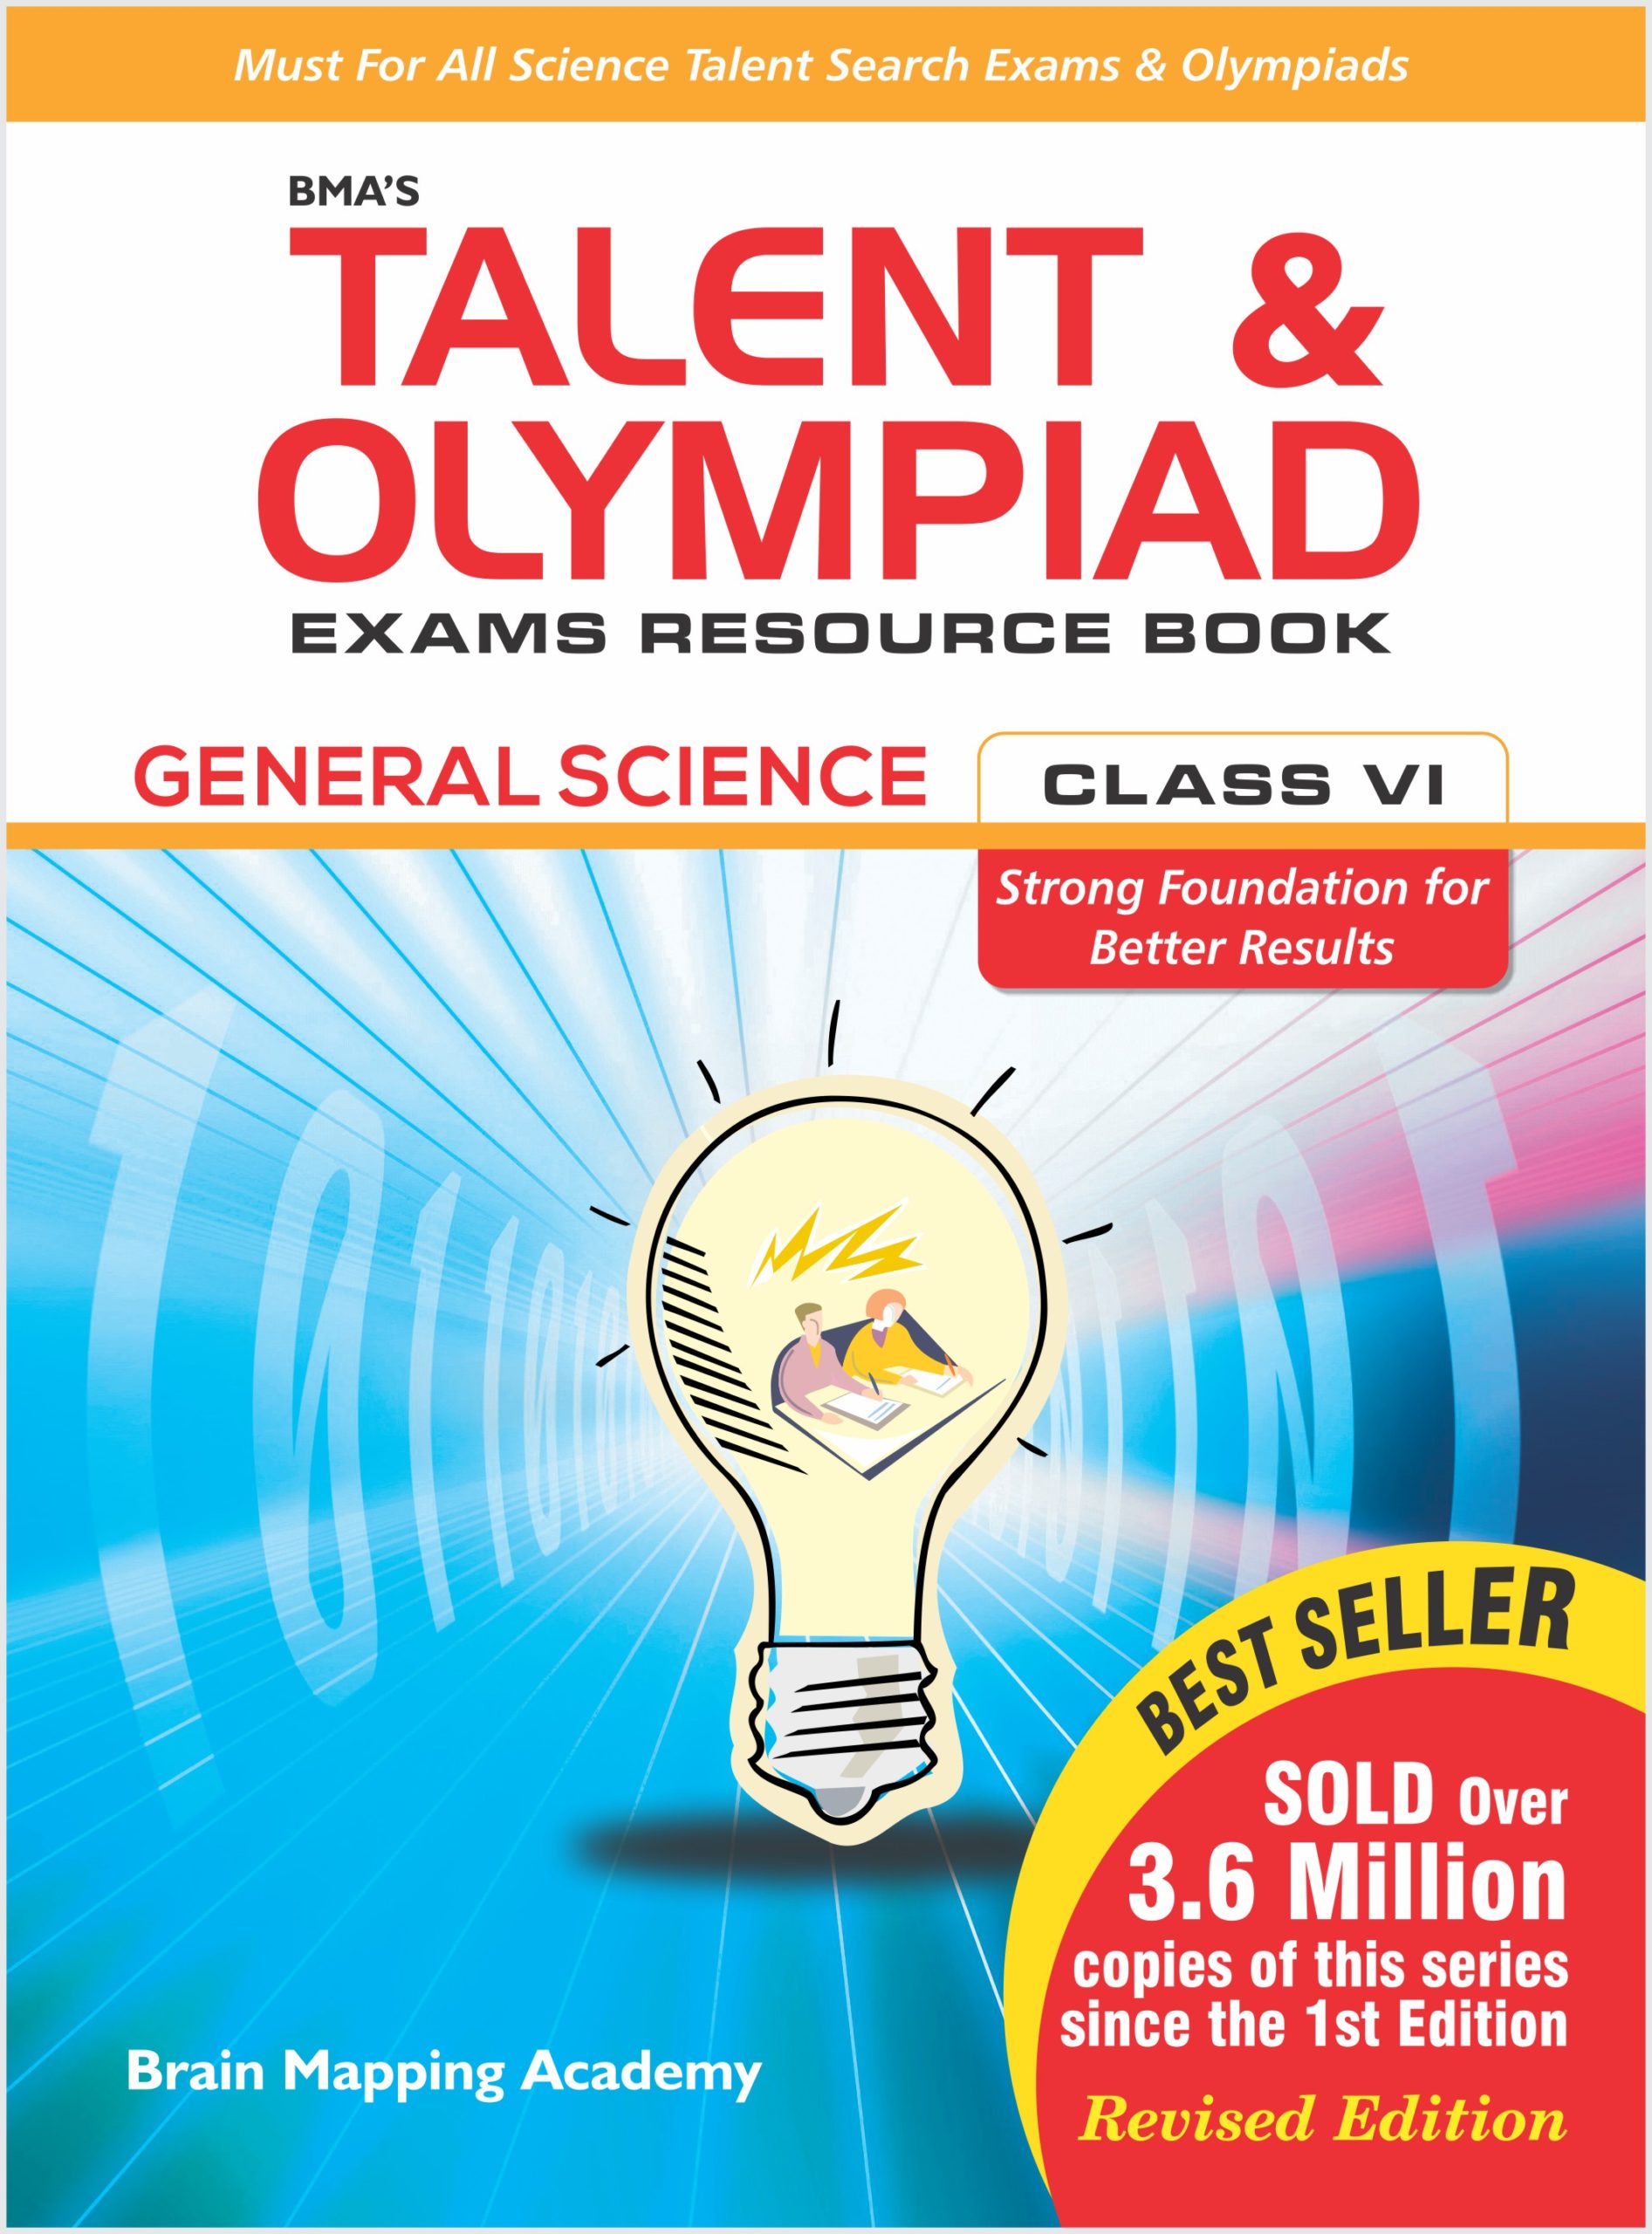 Must For All Science Talent Search Exams & Olympiads
BMA'S
TALENT &
OLYMPIAD
EXAMS RESOURCE BOOK
GENERAL SCIENCE
CLASS VI
Strong Foundation for
Better Results
BEST SELLER
SOLD Over
3.6 Million
copies of this series
since the 1st Edition
Revised Edition
Brain Mapping Academy